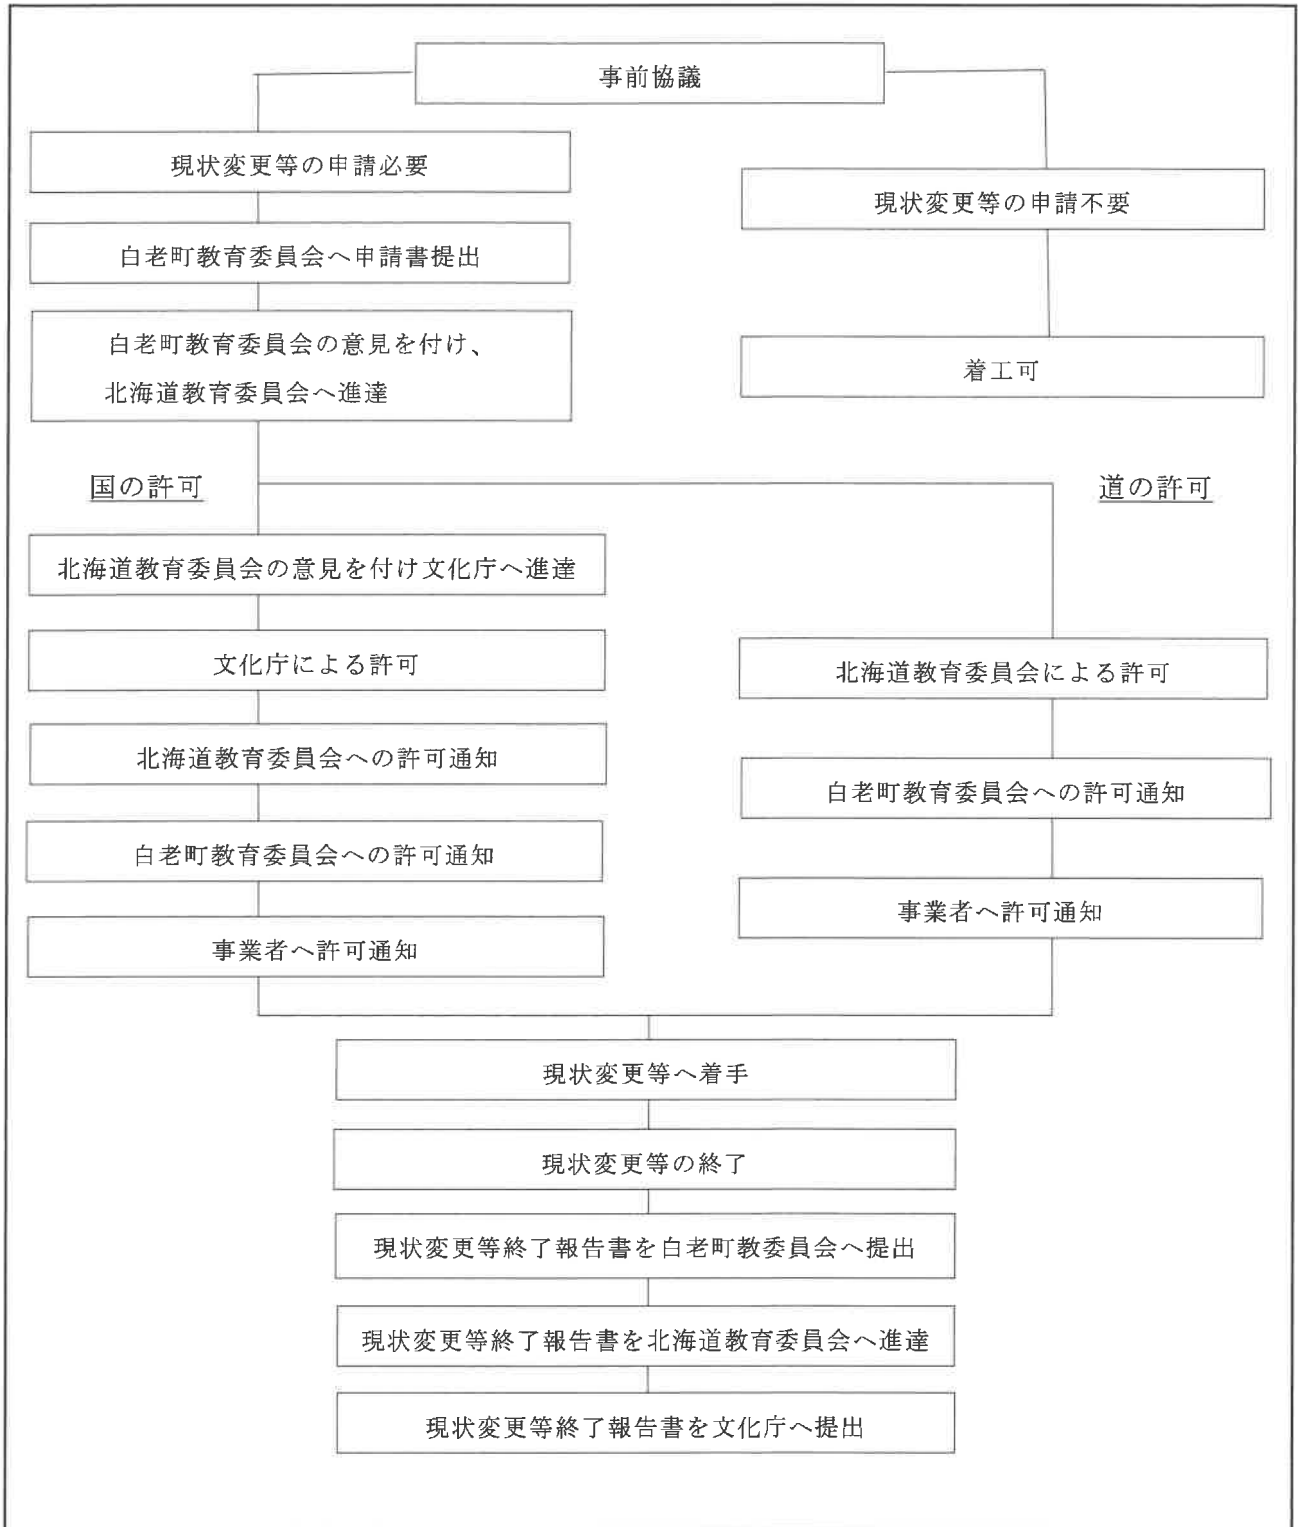 事前協議
現状変更等の申請必要
現状変更等の申請不要
白老町教育委員会へ申請書提出
白老町教育委員会の意見を付け、
北海道教育委員会へ進達
着工可
国の許可
道の許可
北海道教育委員会の意見を付け文化庁へ進達
文化庁による許可
北海道教育委員会への許可通知
白老町教育委員会への許可通知
事業者へ許可通知
北海道教育委員会による許可
白老町教育委員会への許可通知
事業者へ許可通知
現状変更等へ着手
現状変更等の終了
現状変更等終了報告書を白老町教委員会へ提出
現状変更等終了報告書を北海道教育委員会へ進達
現状変更等終了報告書を文化庁へ提出